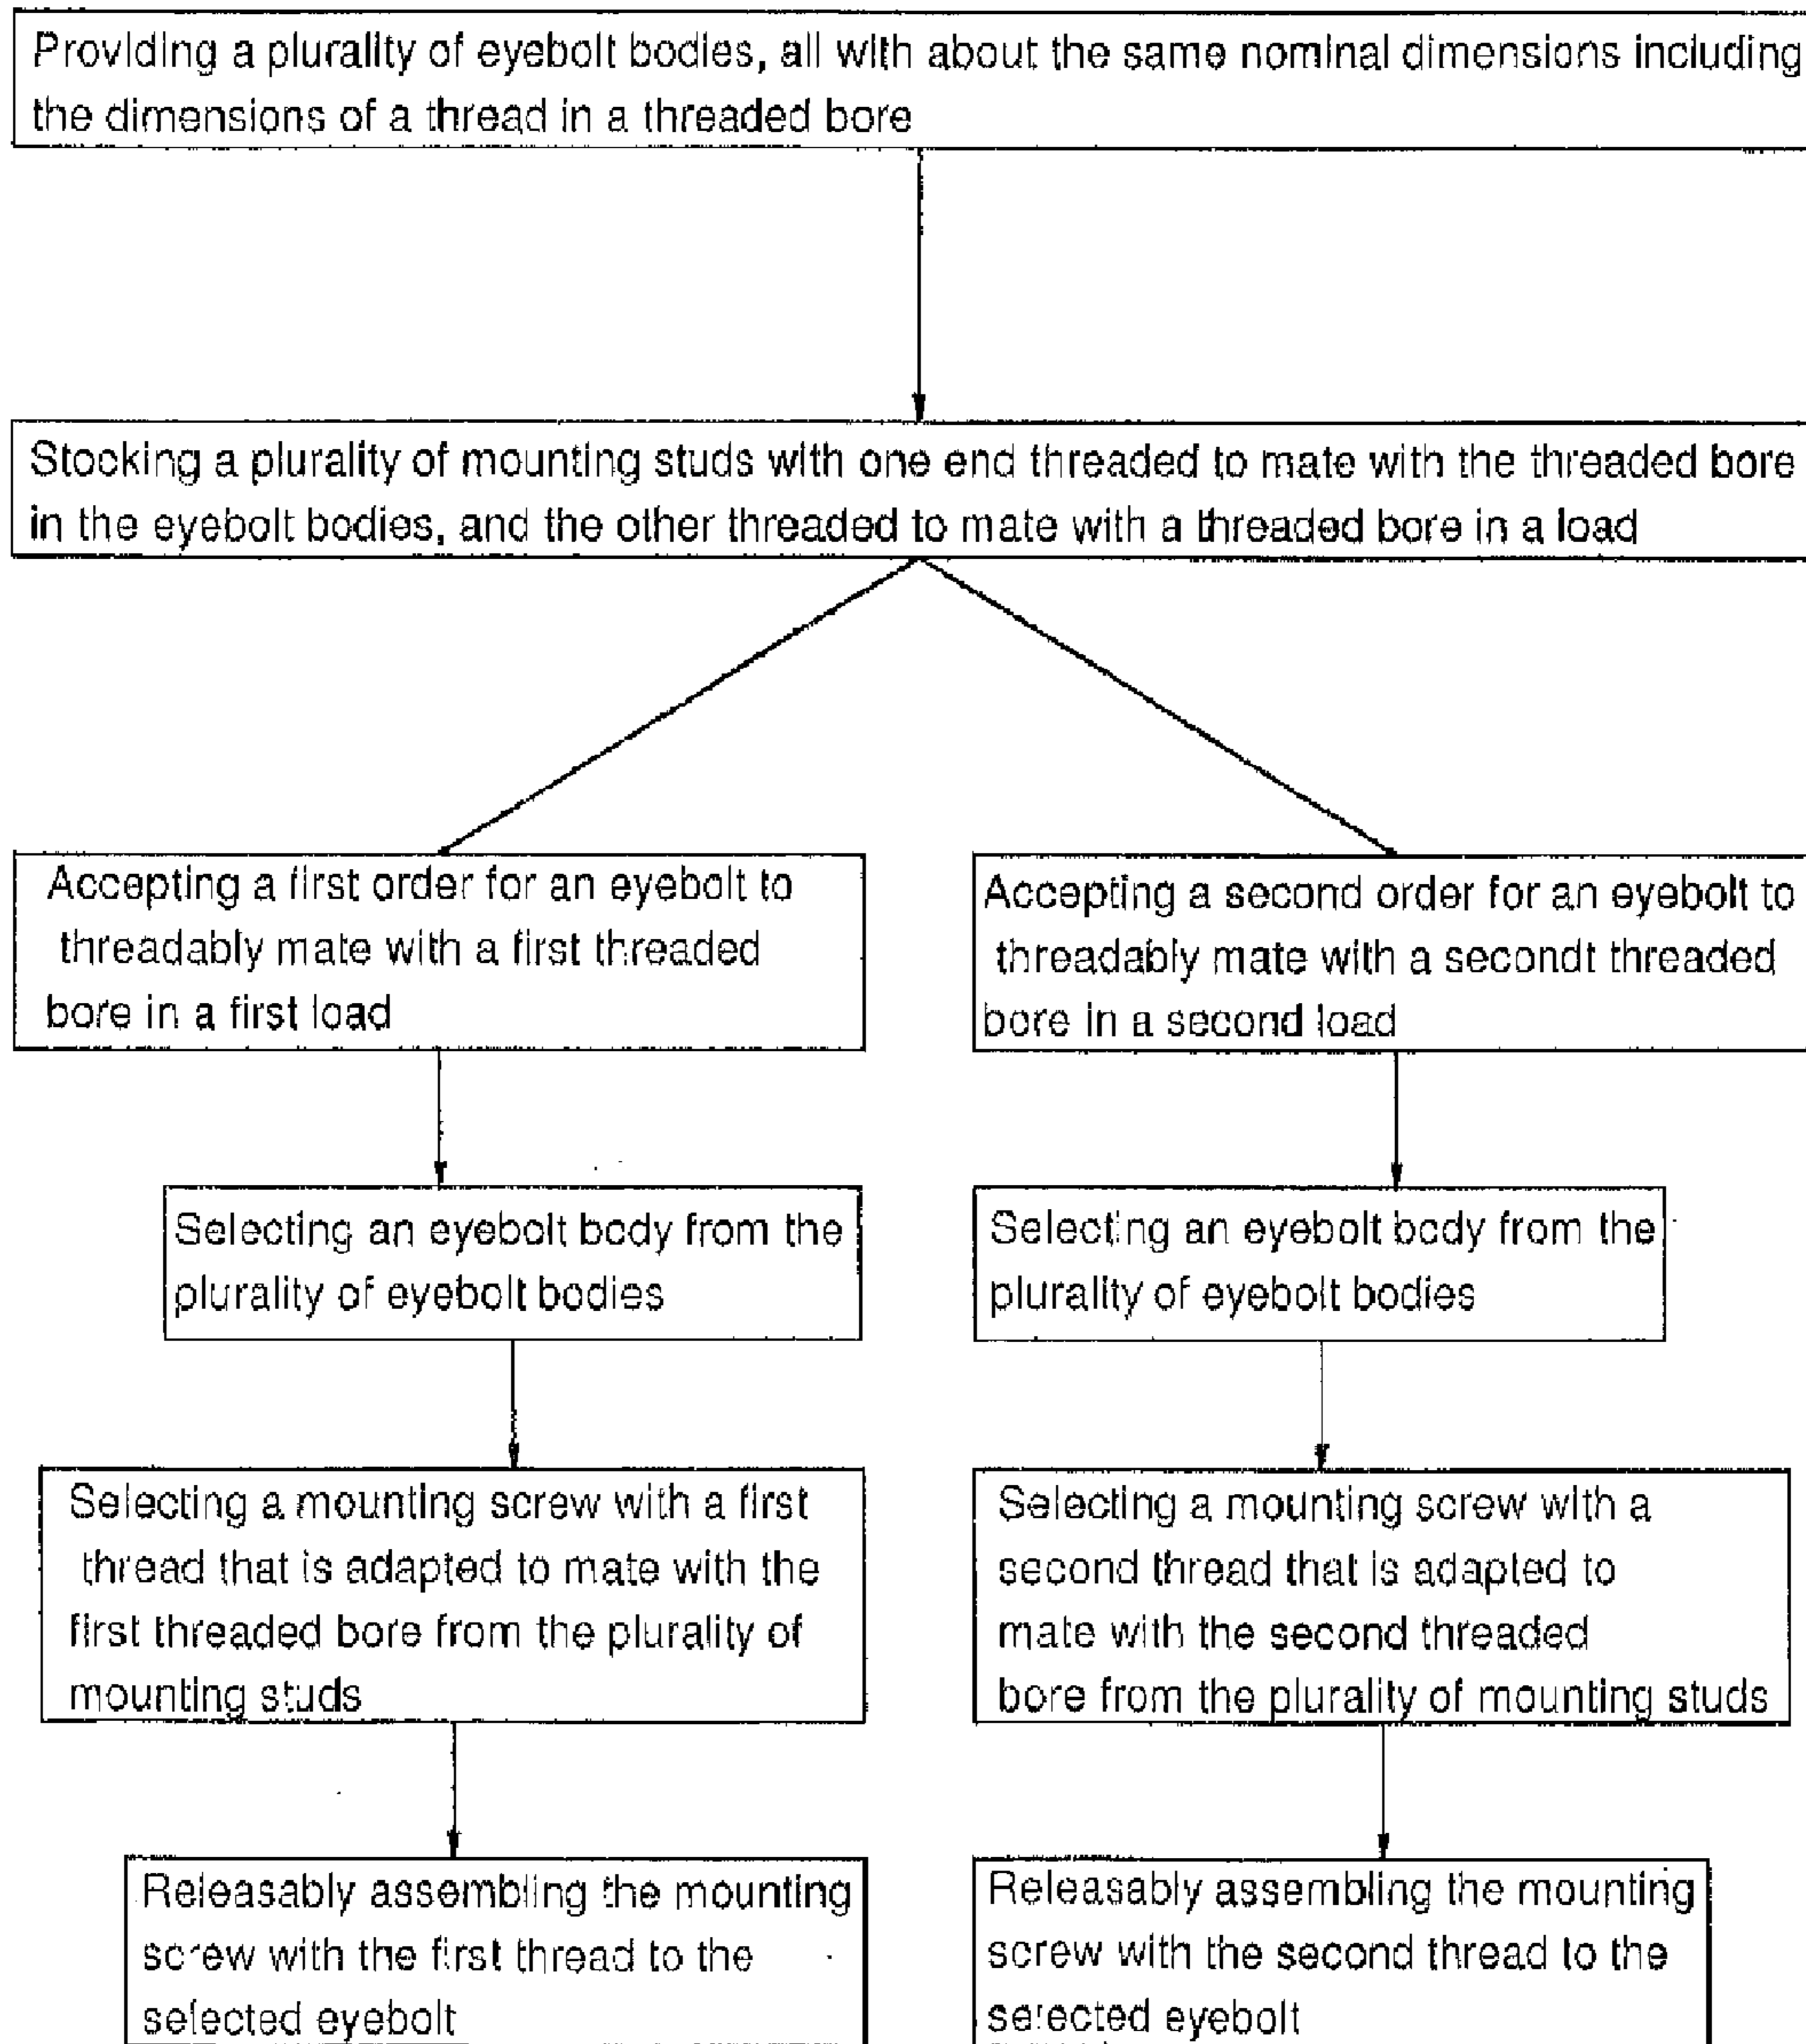 Providing a plurality of eyebolt bodies, all with about the same nominal dimensions including
the dimensions of a thread in a threaded bore
Stocking a plurality of mounting studs with one end threaded to mate with the threaded bore
in the eyebolt bodies, and the other threaded to mate with a threaded bore in a load
Accepting a first order for an eyebolt to
threadably mate with a first threaded
bore in a first load
Accepting a second order for an eyebolt to
threadably mate with a secondt threaded
bore in a second load
Selecting an eyebolt body from the
plurality of eyebolt bodies
Selecting an eyebolt body from the
plurality of eyebolt bodies
Selecting a mounting screw with a first
thread that is adapted to mate with the
first threaded bore from the plurality of
mounting studs
Selecting a mounting screw with a
second thread that is adapted to
mate with the second threaded
bore from the plurality of mounting studs
Releasably assembling the mounting
screw with the first thread to the
selected eyebolt
Releasably assembling the mounting
screw with the second thread to the
selected eyebolt